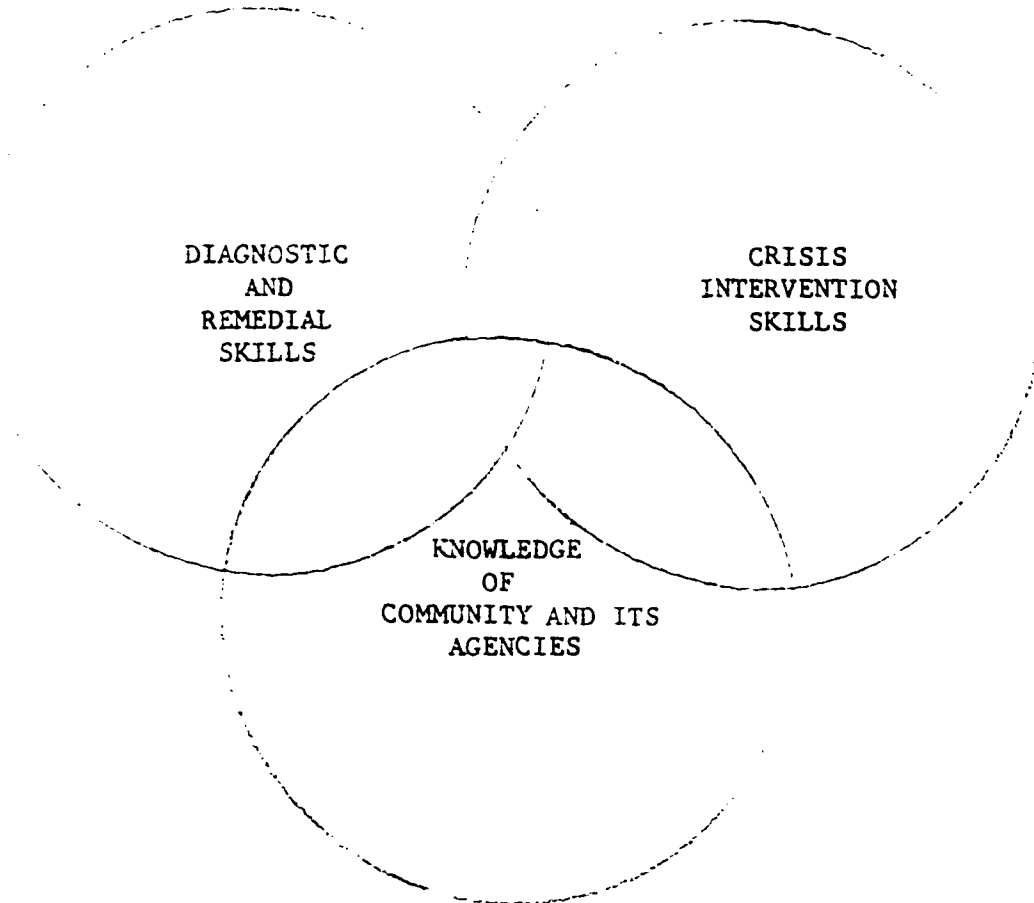 DIAGNOSTIC
AND
REMEDIAL
SKILLS
CRISIS
INTERVENTION
SKILLS
KNOWLEDGE
OF
COMMUNITY AND ITS
AGENCIES